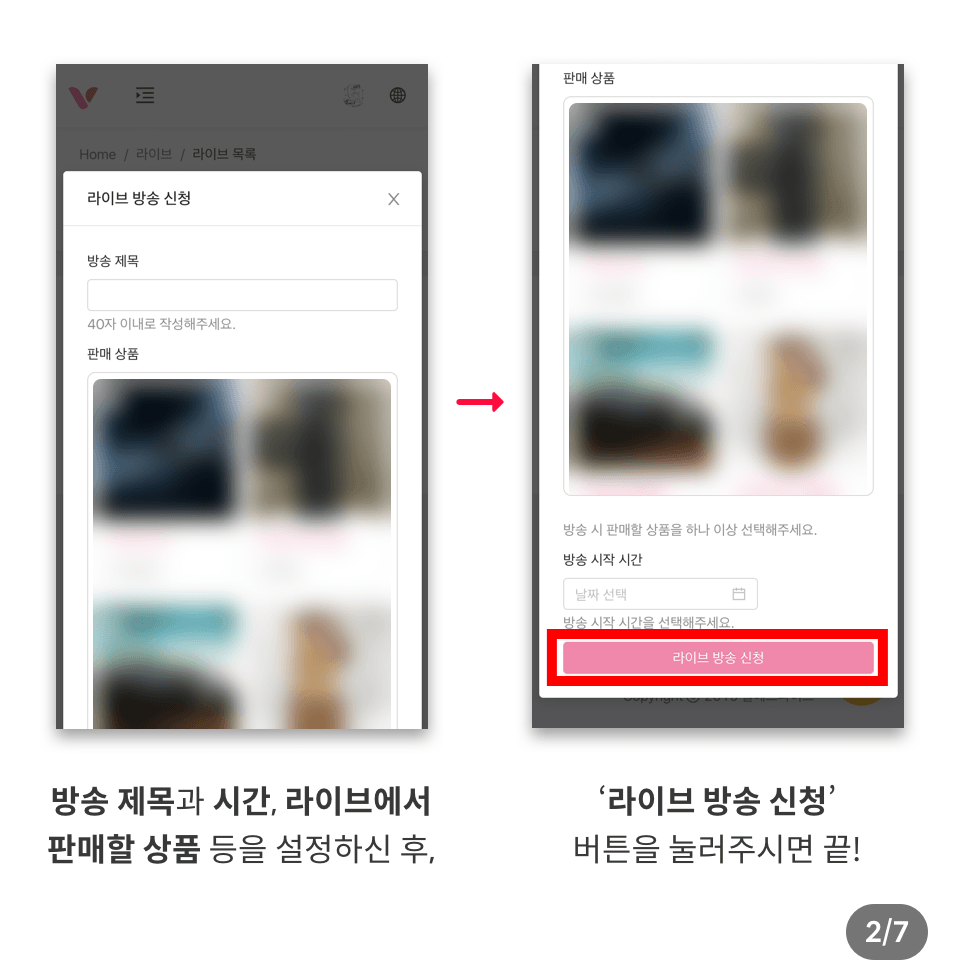 Home / 라이브 / 라이브 목록
라이브 방송 신청
방송 제목
40자 이내로 작성해주세요.
판매 상품
방송 제목과 시간, 라이브에서
판매할 상품 등을 설정하신 후,
판매 상품
방송 시 판매할 상품을 하나 이상 선택해주세요.
방송 시작 시간
날짜 선택
방송 시작 시간을 선택해주세요.
라이브 방송 신청
‘라이브 방송 신청’
버튼을 눌러주시면 끝!
2/7